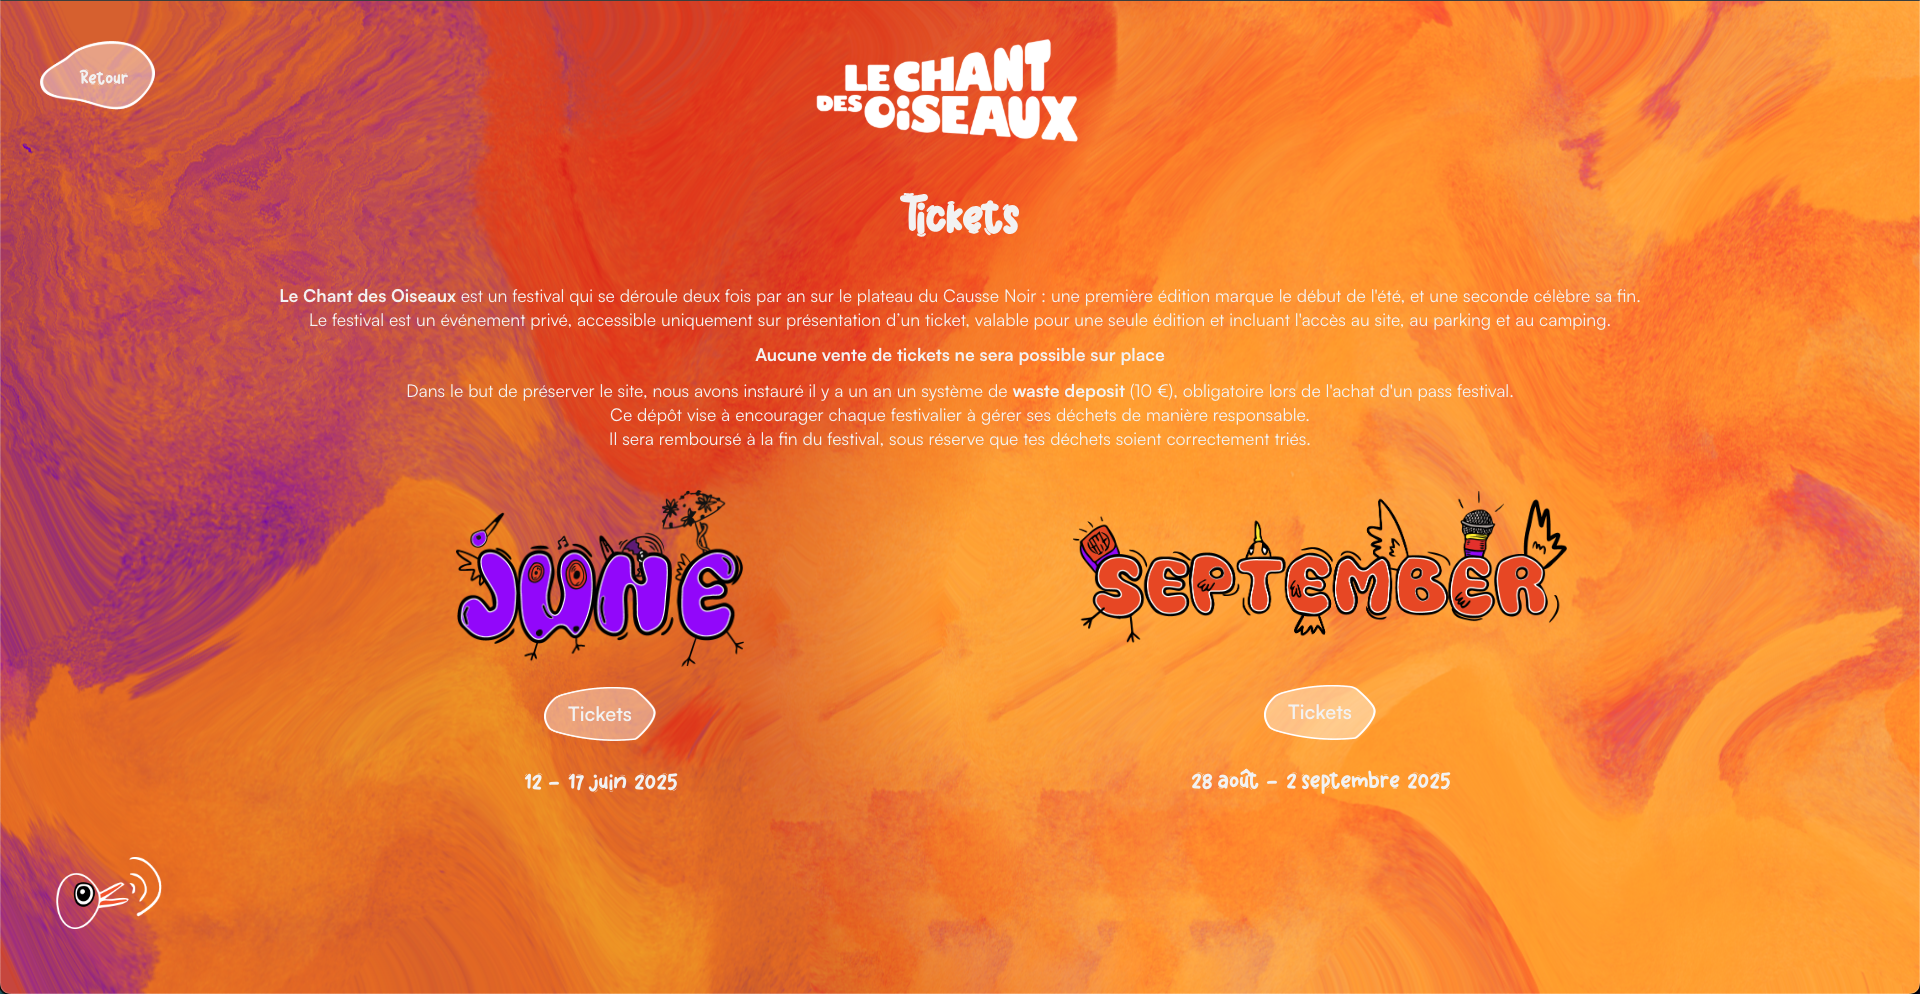 Retour
LE CHANT
DES OiSEAUX
Tickets
Le Chant des Oiseaux est un festival qui se déroule deux fois par an sur le plateau du Causse Noir : une première édition marque le début de l'été, et une seconde célèbre sa fin.
Le festival est un événement privé, accessible uniquement sur présentation d’un ticket, valable pour une seule édition et incluant l'accès au site, au parking et au camping.
Aucune vente de tickets ne sera possible sur place
Dans le but de préserver le site, nous avons instauré il y a un an un système de waste deposit (10 €), obligatoire lors de l'achat d'un pass festival.
Ce dépôt vise à encourager chaque festivalier à gérer ses déchets de manière responsable.
Il sera remboursé à la fin du festival, sous réserve que tes déchets soient correctement triés.
JUNE
SEPTEMBER
Tickets
Tickets
12 – 17 juin 2025
28 août – 2 septembre 2025